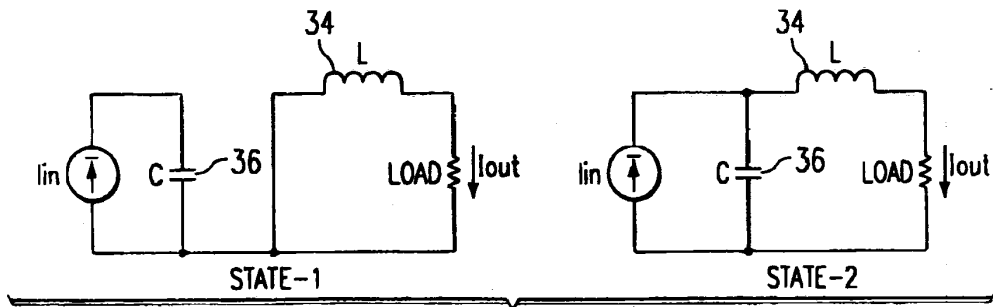 34
L
Iin
C
36
LOAD
Iout
STATE-1
34
L
Iin
C
36
LOAD
Iout
STATE-2